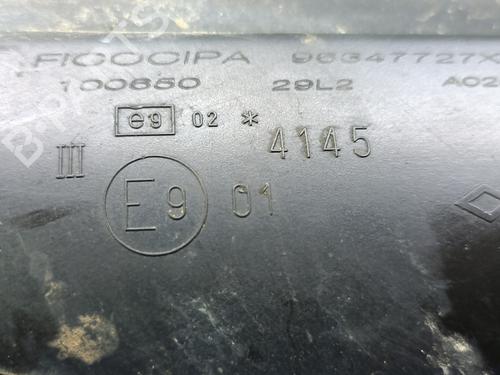 FICOCIPA 96347727X
100650 29L2 A02
e9 02 * 4145
III
E9 01